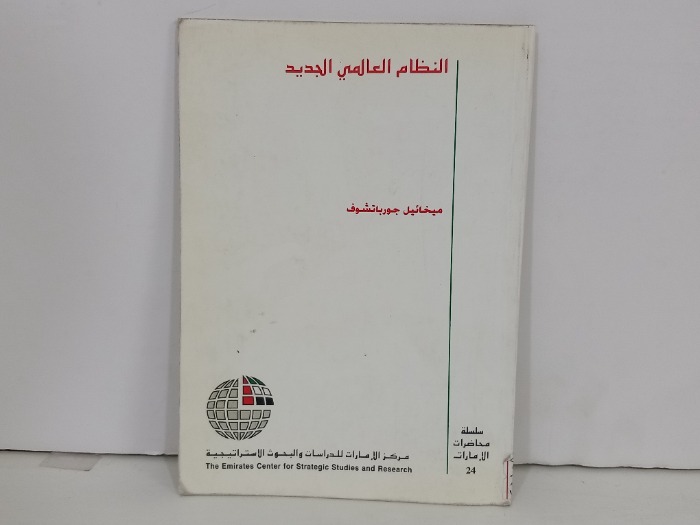 النظام العالمي الجديد
ميخائيل جورباتشوف
مركز الإمارات للدراسات والبحوث الاستراتيجية
The Emirates Center for Strategic Studies and Research
سلسلة
محاضرات
الإمارات
24